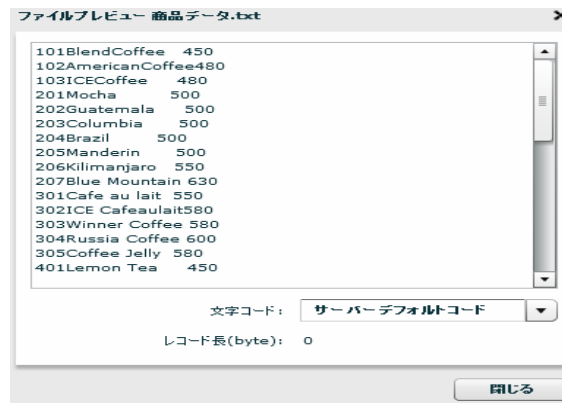 ファイルプレビュー 商品データ.txt
101BlendCoffee 450
102AmericanCoffee480
103ICECoffee 480
201Mocha 500
202Guatemala 500
203Columbia 500
204Brazil 500
205Manderin 500
206Kilimanjaro 550
207Blue Mountain 630
301Cafe au lait 550
302ICE Cafeaulait580
303Winner Coffee 580
304Russia Coffee 600
305Coffee Jelly 580
401Lemon Tea 450
文字コード: サーバーデフォルトコード
レコード長(byte): 0
閉じる